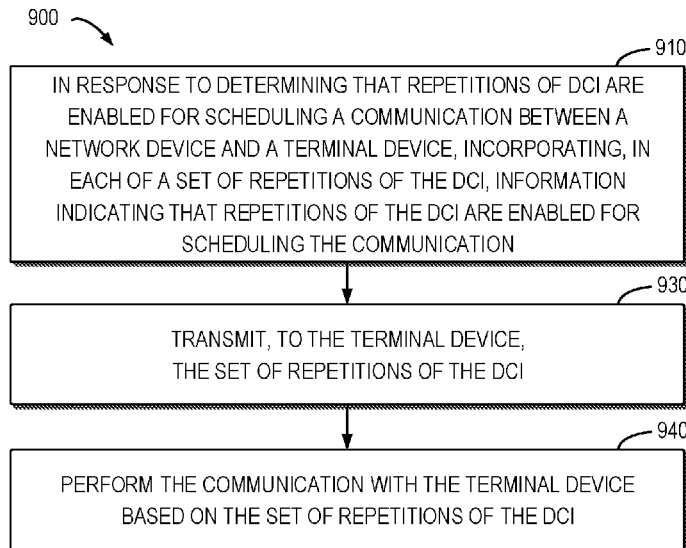 900
910
IN RESPONSE TO DETERMINING THAT REPETITIONS OF DCI ARE
ENABLED FOR SCHEDULING A COMMUNICATION BETWEEN A
NETWORK DEVICE AND A TERMINAL DEVICE, INCORPORATING, IN
EACH OF A SET OF REPETITIONS OF THE DCI, INFORMATION
INDICATING THAT REPETITIONS OF THE DCI ARE ENABLED FOR
SCHEDULING THE COMMUNICATION
930
TRANSMIT, TO THE TERMINAL DEVICE,
THE SET OF REPETITIONS OF THE DCI
940
PERFORM THE COMMUNICATION WITH THE TERMINAL DEVICE
BASED ON THE SET OF REPETITIONS OF THE DCI